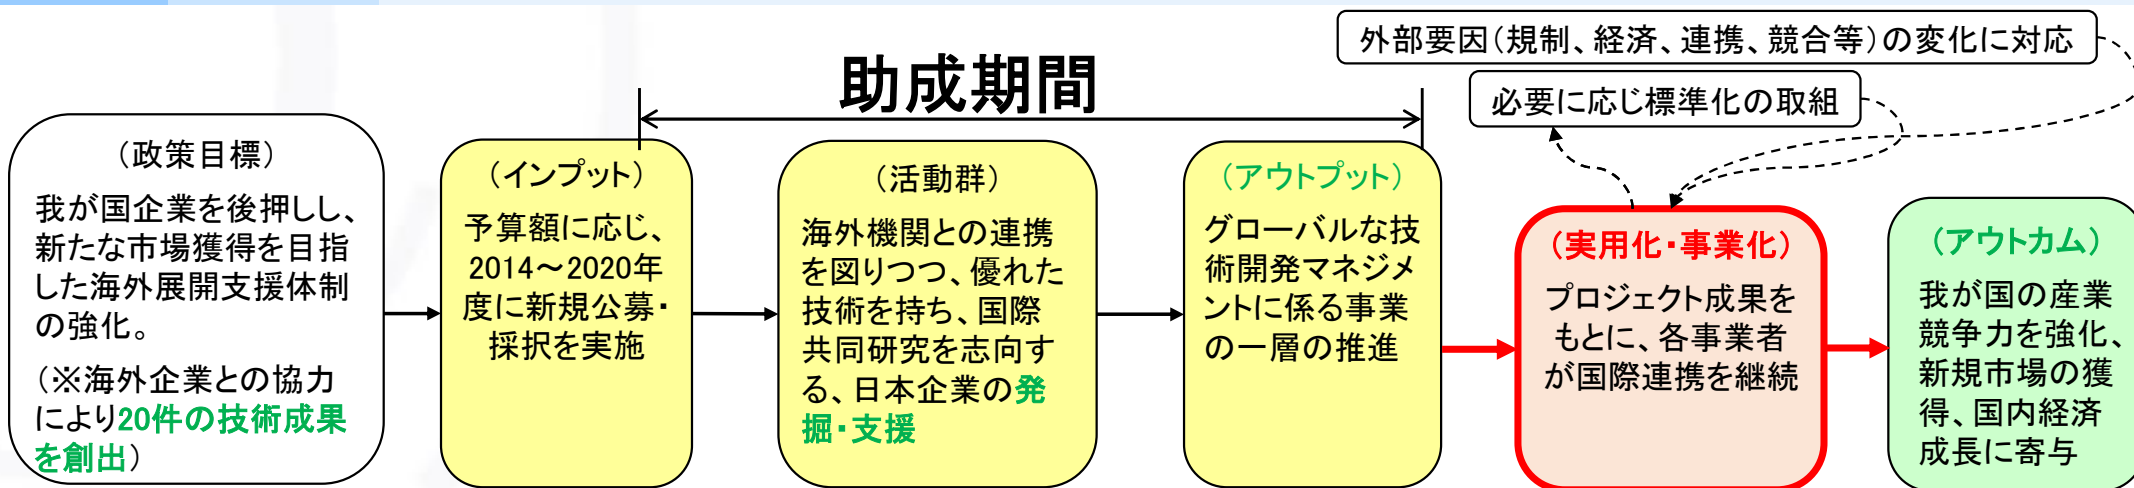 外部要因(規制、経済、連携、競合等)の変化に対応
助成期間
必要に応じ標準化の取組
(政策目標)
我が国企業を後押しし、
新たな市場獲得を目指
した海外展開支援体制
の強化。
(※海外企業との協力
により20件の技術成果
を創出)
(インプット)
予算額に応じ、
2014～2020年
度に新規公募・
採択を実施
(活動群)
海外機関との連携
を図りつつ、優れた
技術を持ち、国際
共同研究を志向す
る、日本企業の発
掘・支援
(アウトプット)
グローバルな技
術開発マネジメ
ントに係る事業
の一層の推進
(実用化・事業化)
プロジェクト成果を
もとに、各事業者
が国際連携を継続
(アウトカム)
我が国の産業
競争力を強化、
新規市場の獲
得、国内経済
成長に寄与